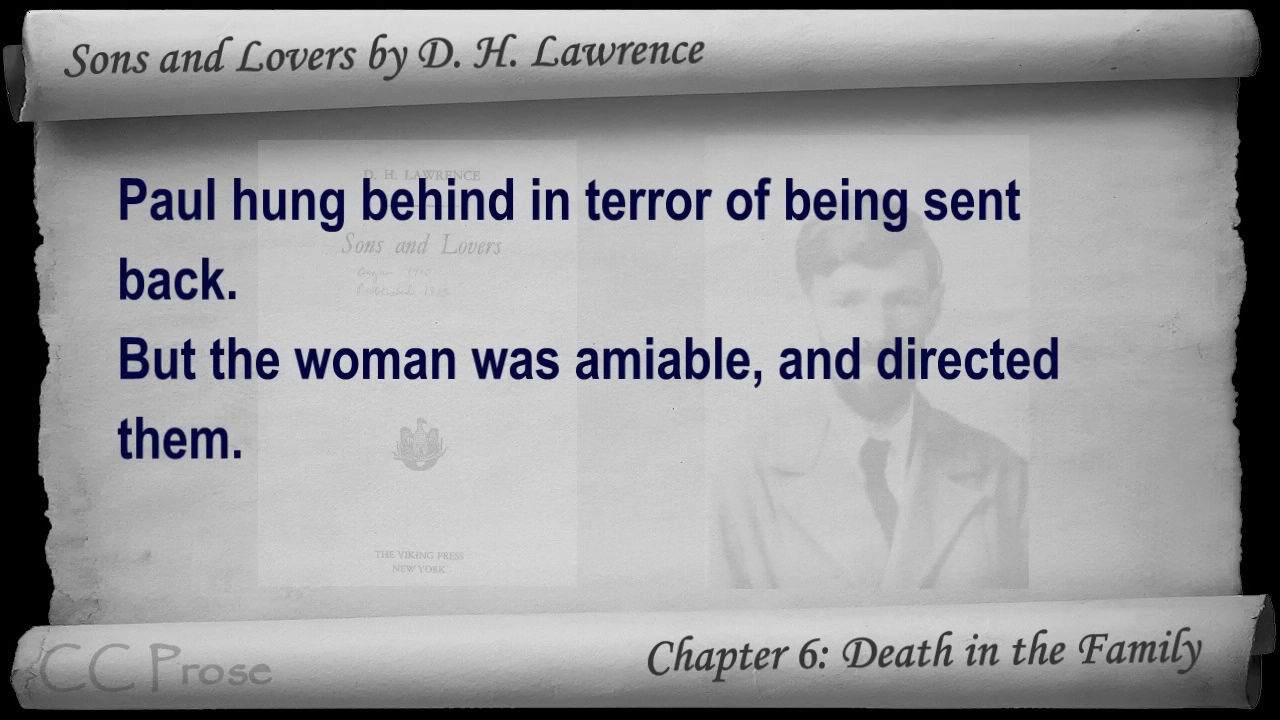 Sons and Lovers by D. H. Lawrence
D. H. LAWRENCE
Paul hung behind in terror of being sent
Sons and Lovers
back.
But the woman was amiable, and directed
them.
THE VIKING PRESS
NEW YORK
CC Prose
Chapter 6: Death in the Family